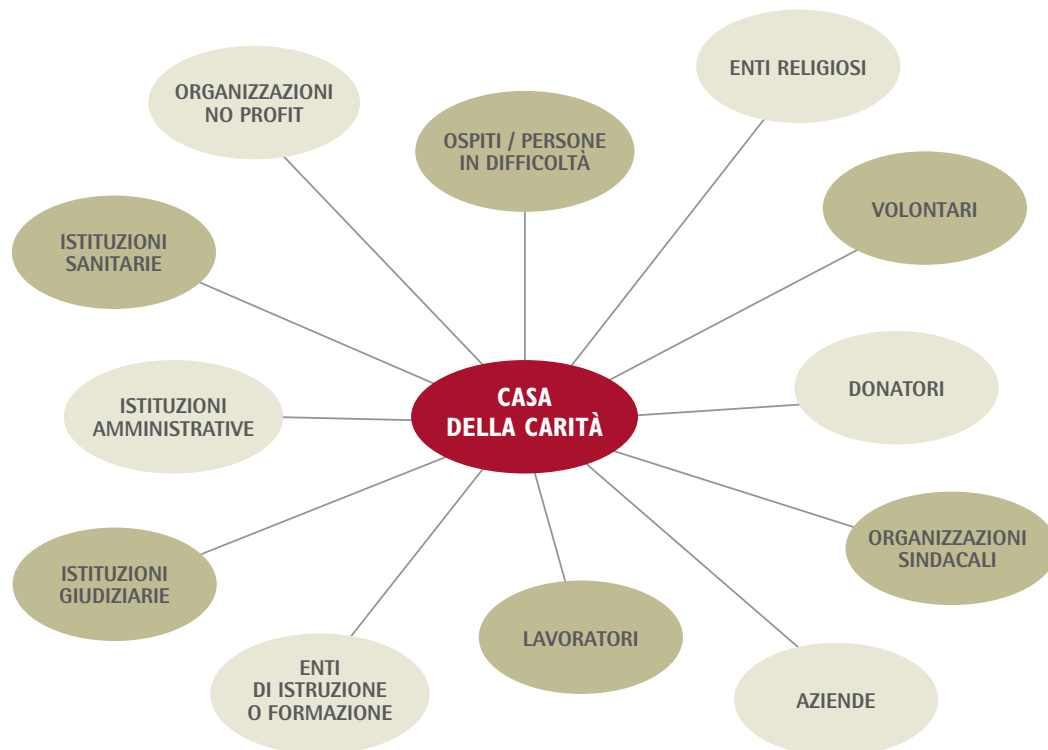 ENTI RELIGIOSI
ORGANIZZAZIONI
NO PROFIT
OSPITI / PERSONE
IN DIFFICOLTÀ
VOLONTARI
ISTITUZIONI
SANITARIE
DONATORI
CASA
DELLA CARITÀ
ISTITUZIONI
AMMINISTRATIVE
ORGANIZZAZIONI
SINDACALI
ISTITUZIONI
GIUDIZIARIE
LAVORATORI
ENTI
DI ISTRUZIONE
O FORMAZIONE
AZIENDE